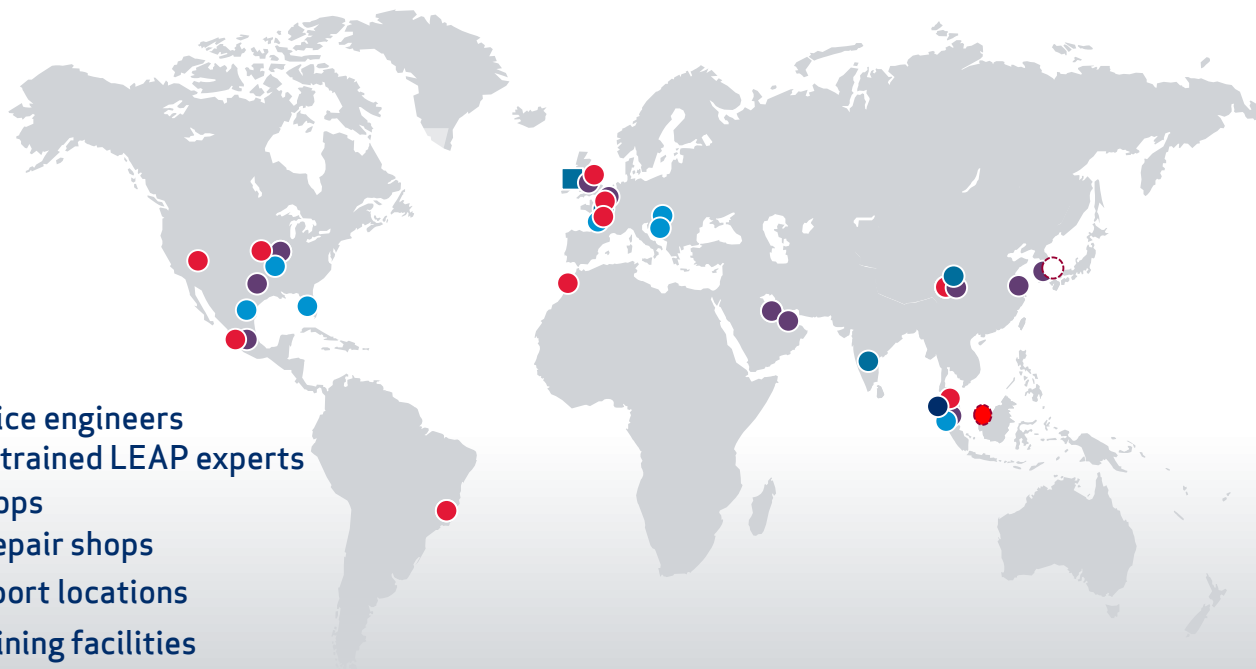 ice engineers
trained LEAP experts
ops
epair shops
port locations
ining facilities